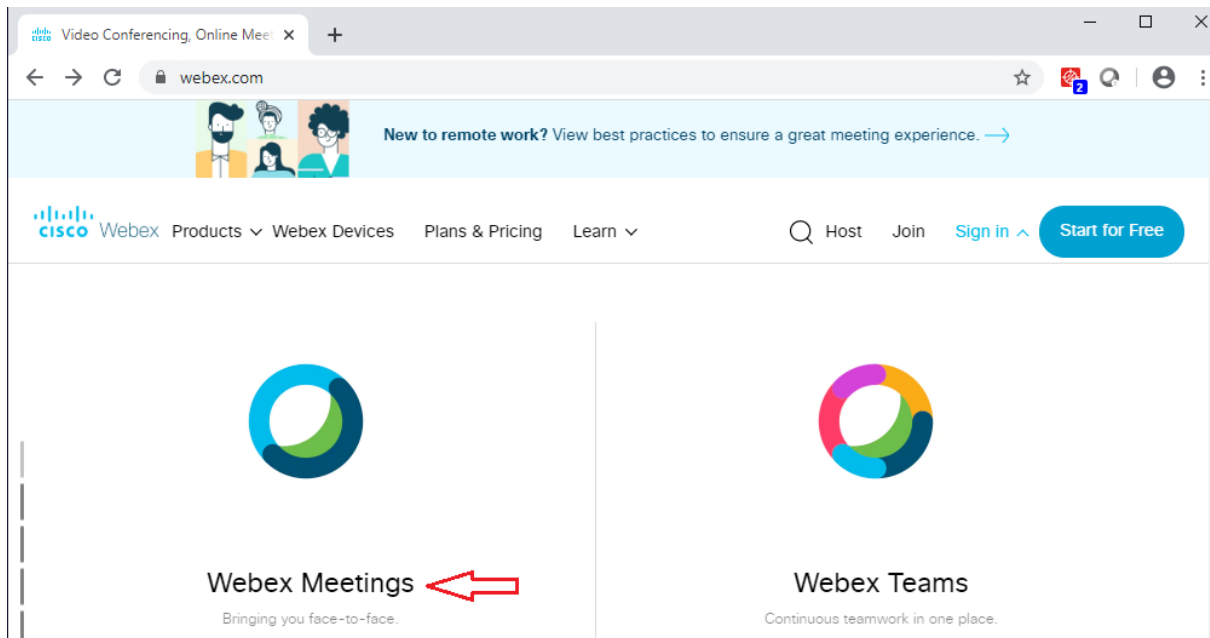 Video Conferencing, Online Meet
webex.com
2
New to remote work? View best practices to ensure a great meeting experience.
CISCO Webex Products Webex Devices Plans & Pricing Learn Host Join Sign in Start for Free
Webex Meetings
Bringing you face-to-face.
Webex Teams
Continuous teamwork in one place.